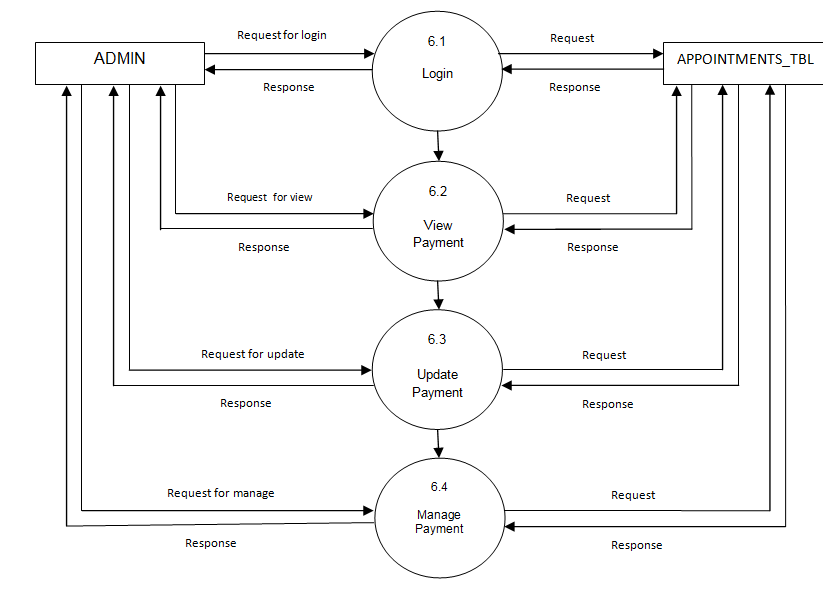 Request for login
6.1
Request
ADMIN
Login
APPOINTMENTS_TBL
Response
Response
6.2
Request for view
Request
View
Payment
Response
Response
6.3
Request for update
Request
Update
Payment
Response
Response
6.4
Request for manage
Request
Manage
Payment
Response
Response